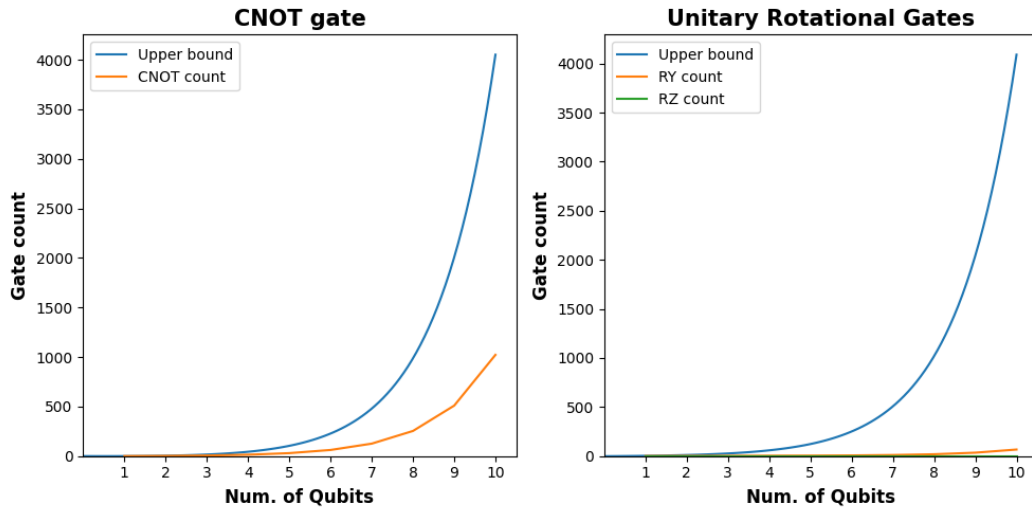 CNOT gate
Upper bound
CNOT count
Gate count
4000
3500
3000
2500
2000
1500
1000
500
0
1 2 3 4 5 6 7 8 9 10
Num. of Qubits
Unitary Rotational Gates
Upper bound
RY count
RZ count
Gate count
4000
3500
3000
2500
2000
1500
1000
500
0
1 2 3 4 5 6 7 8 9 10
Num. of Qubits